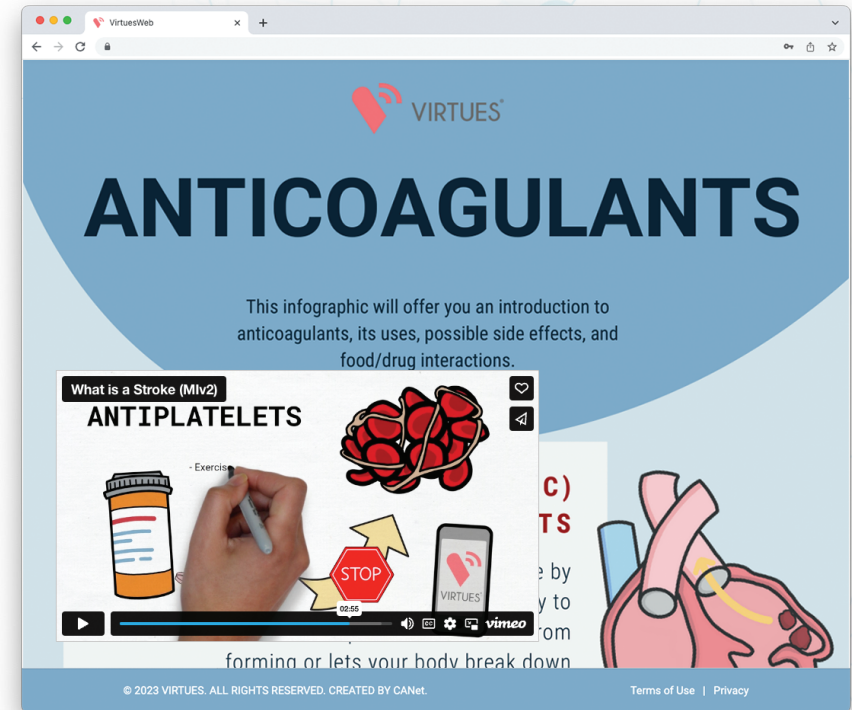 VirtuesWeb
VIRTUES®
ANTICOAGULANTS
This infographic will offer you an introduction to
anticoagulants, its uses, possible side effects, and
food/drug interactions.
What is a Stroke (MIv2)
ANTIPLATELETS
- Exercise
STOP
VIRTUES
02:55
CC
vimeo
C)
TS
e by
y to
rom
forming or lets your body break down
© 2023 VIRTUES. ALL RIGHTS RESERVED. CREATED BY CANet.
Terms of Use | Privacy